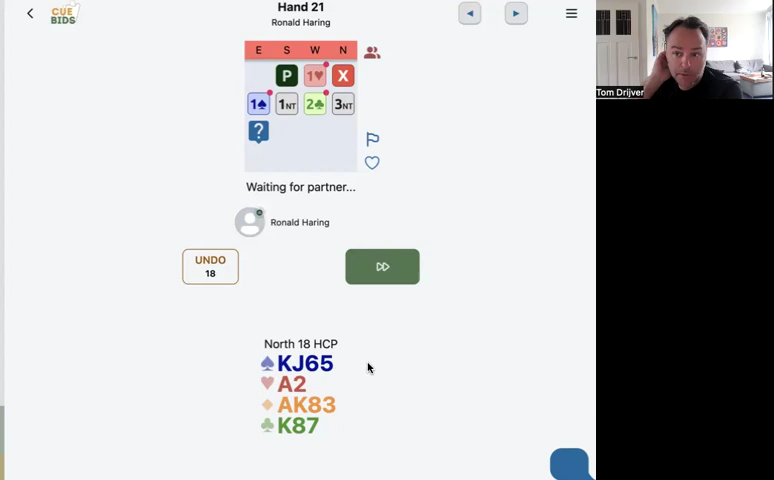 Hand 21
CUE
BIDS
Ronald Haring
E S W N
P 1♥ X
1♠ 1NT 2♣ 3NT
?
Waiting for partner...
Ronald Haring
UNDO
18
North 18 HCP
♠KJ65
♥A2
♦AK83
♣K87
Tom Drijver